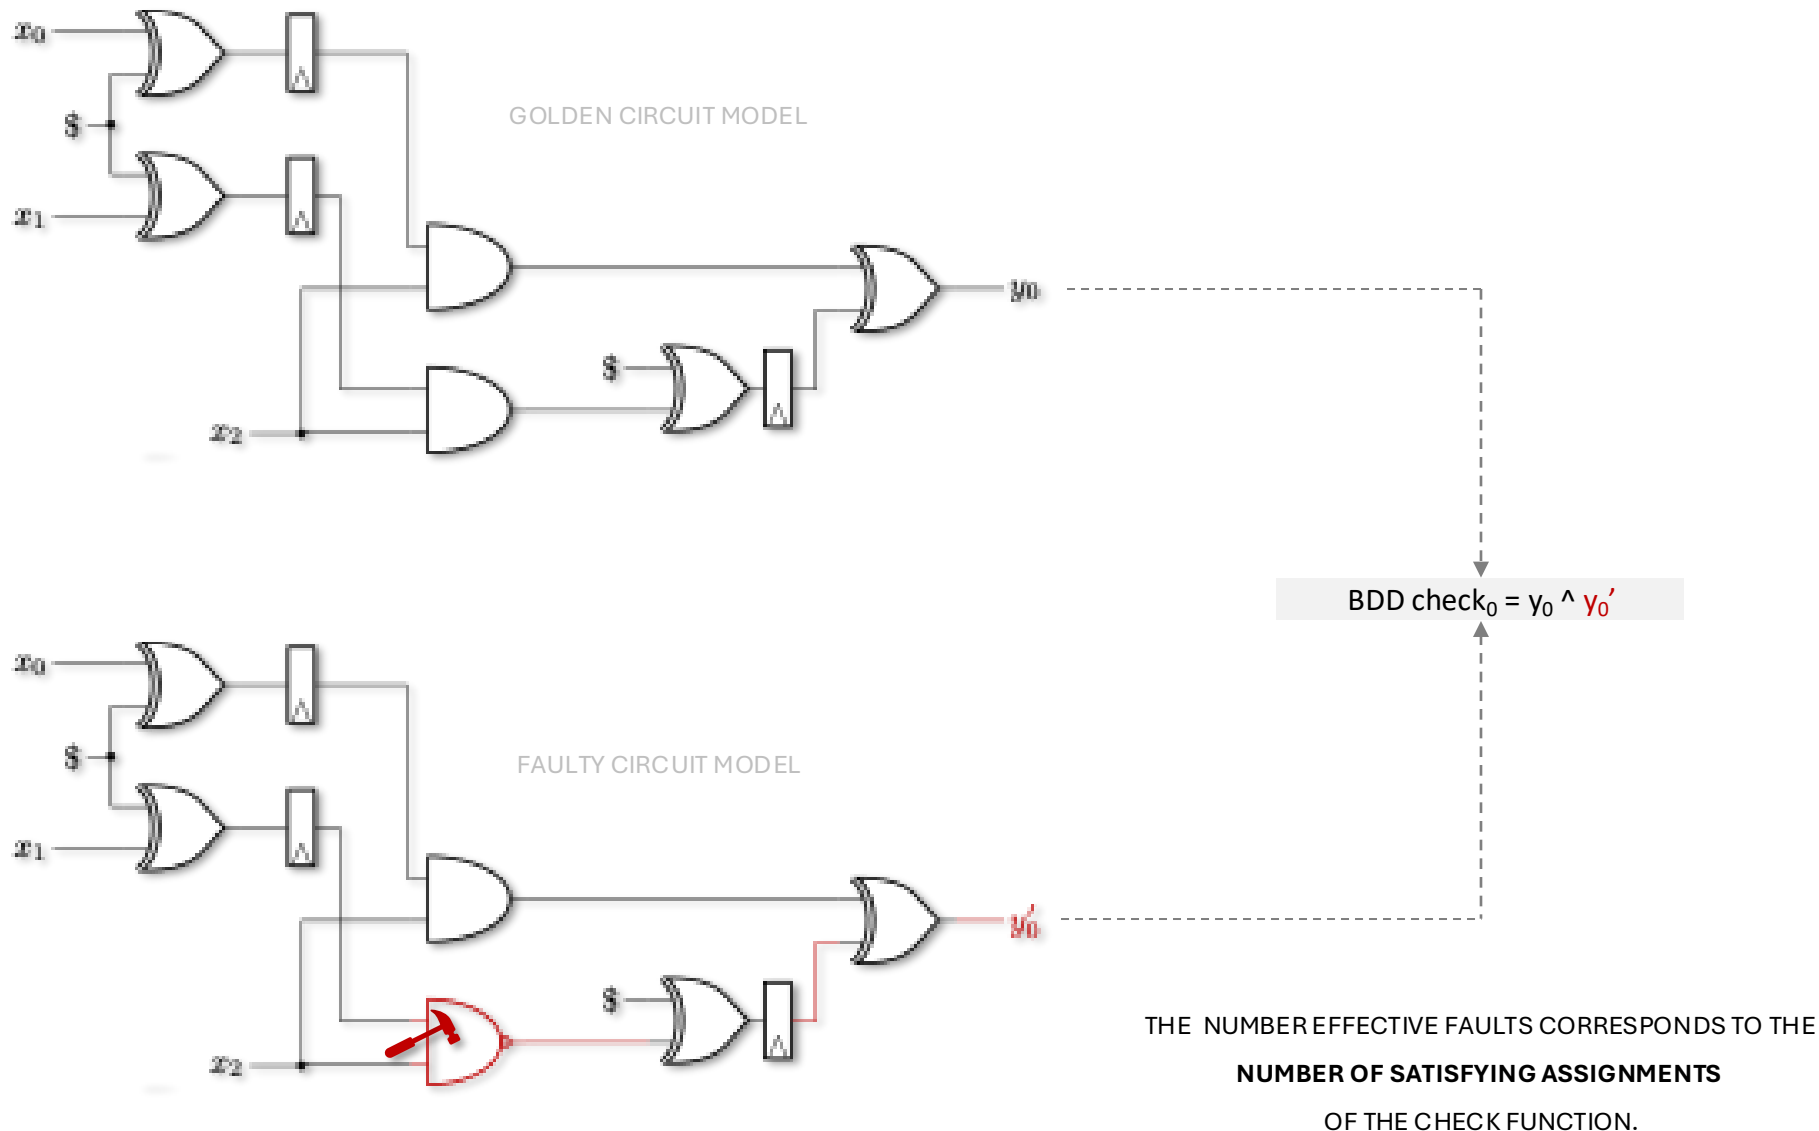 x₀
$
x₁
GOLDEN CIRCUIT MODEL
y₀
$
x₂
BDD check₀ = y₀ ^ y₀’
x₀
$
x₁
FAULTY CIRCUIT MODEL
y₀′
$
x₂
THE NUMBER EFFECTIVE FAULTS CORRESPONDS TO THE
NUMBER OF SATISFYING ASSIGNMENTS
OF THE CHECK FUNCTION.